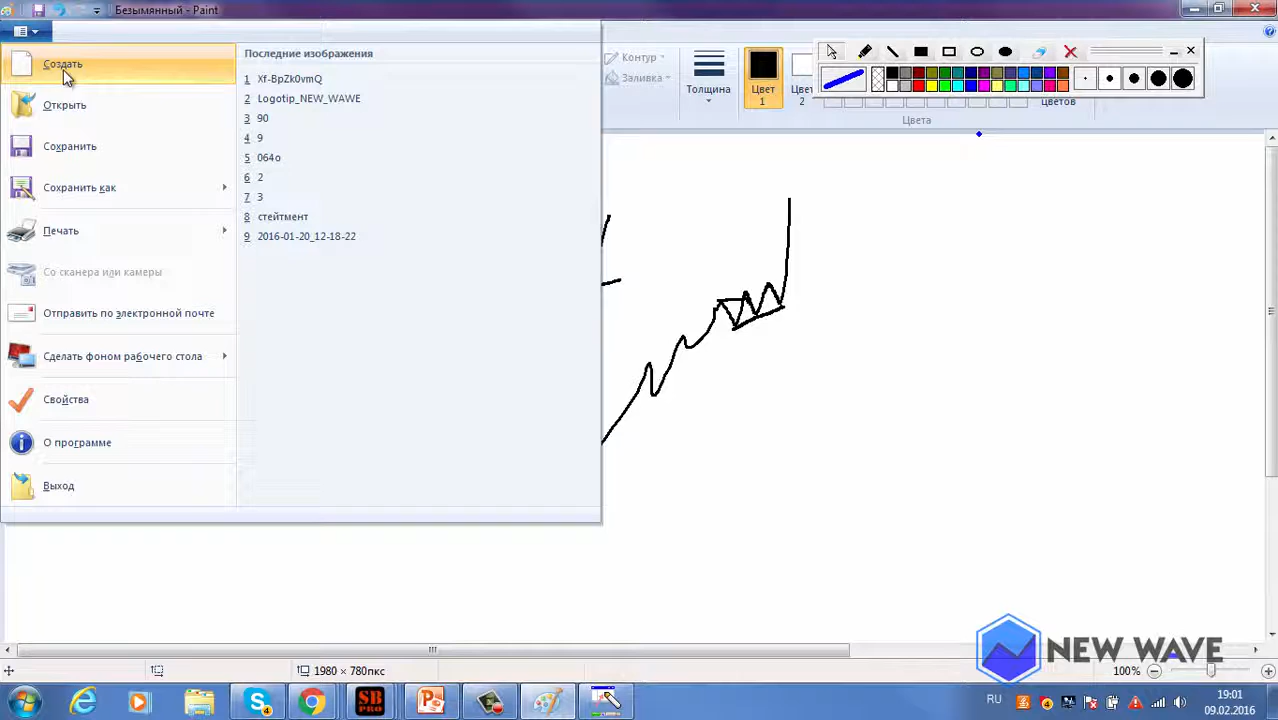 Безымянный - Paint
Создать
Открыть
Сохранить
Сохранить как
Печать
Со сканера или камеры
Отправить по электронной почте
Сделать фоном рабочего стола
Свойства
О программе
Выход
Последние изображения
1 Xf-BpZk0vmQ
2 Logotip_NEW_WAWE
3 90
4 9
5 064o
6 2
7 3
8 стейтмент
9 2016-01-20_12-18-22
Контур
Заливка
Толщина
Цвет
1
Цвет
2
цветов
Цвета
NEW WAVE
1980 × 780пкс
100%
SB
PRO
RU
19:01
09.02.2016